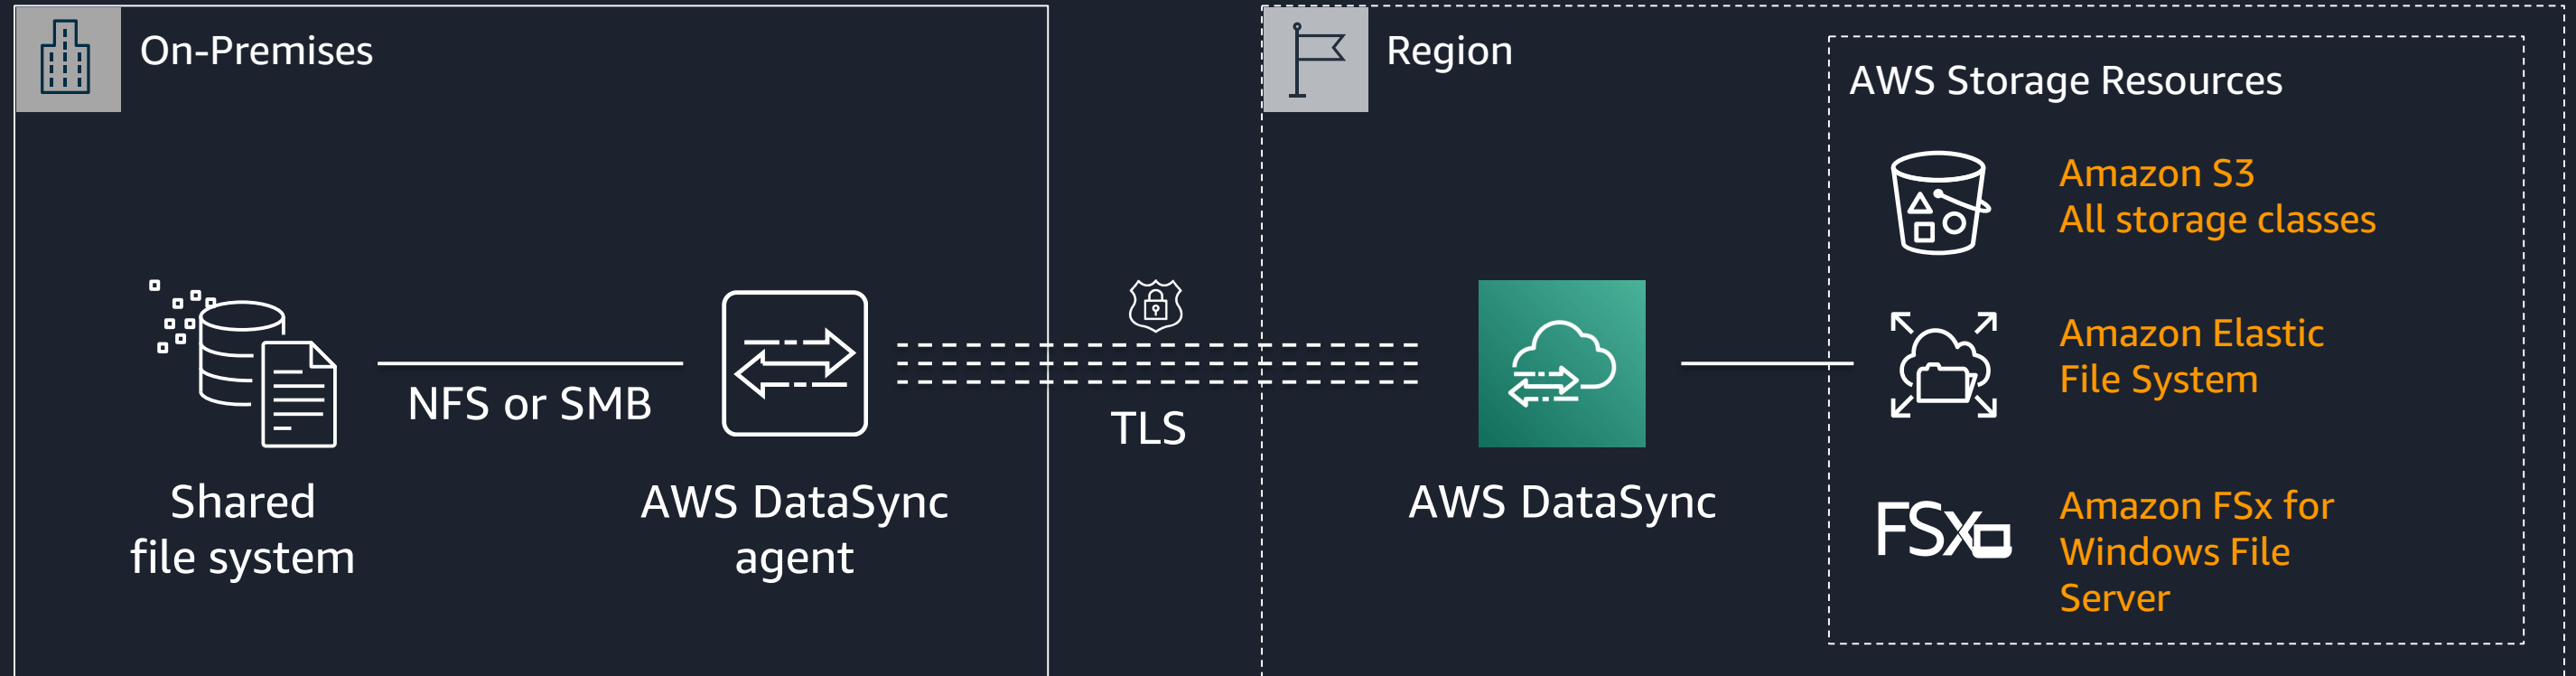 On-Premises
Region
AWS Storage Resources
Amazon S3
All storage classes
Amazon Elastic
File System
FSx
Amazon FSx for
Windows File
Server
NFS or SMB
TLS
Shared
file system
AWS DataSync
agent
AWS DataSync